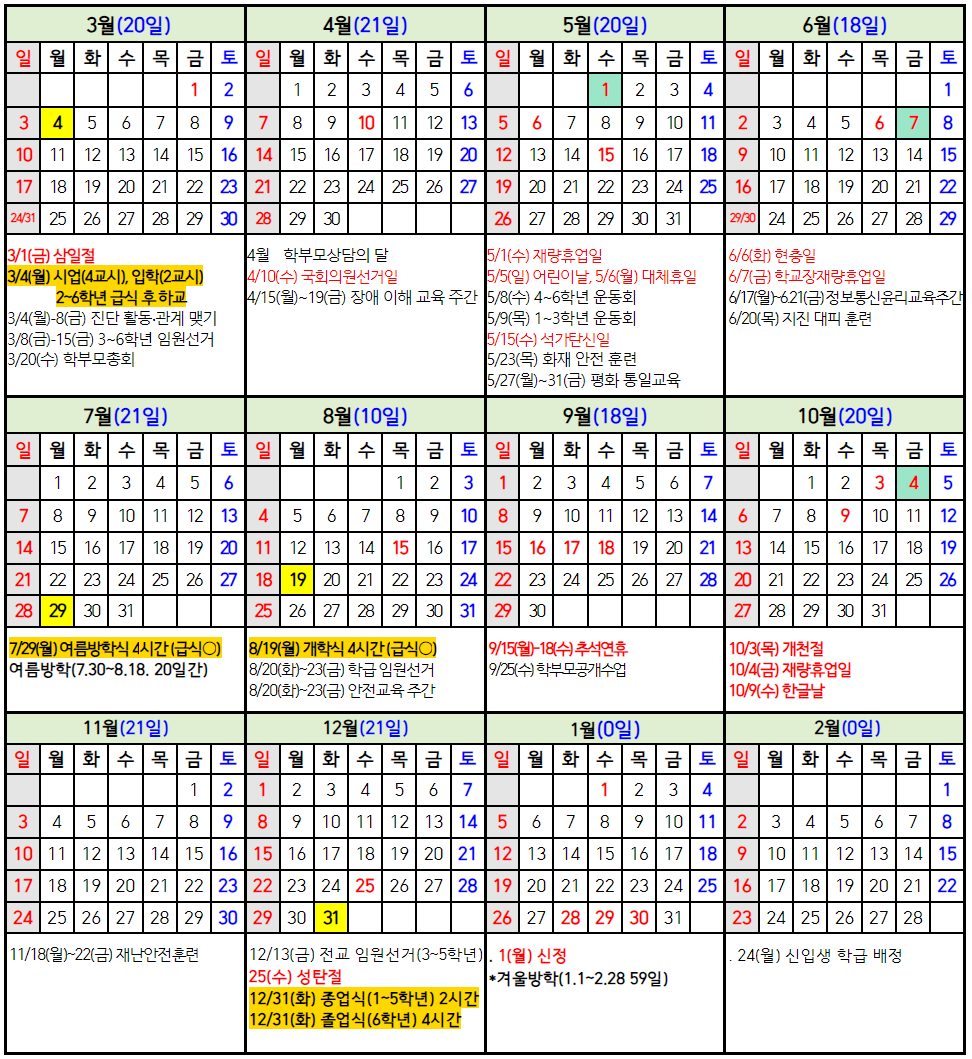 3월(20일) 4월(21일) 5월(20일) 6월(18일)
일 월 화 수 목 금 토 일 월 화 수 목 금 토 일 월 화 수 목 금 토 일 월 화 수 목 금 토
1 2 1 2 3 4 5 6 1 2 3 4 1
3 4 5 6 7 8 9 7 8 9 10 11 12 13 5 6 7 8 9 10 11 2 3 4 5 6 7 8
10 11 12 13 14 15 16 14 15 16 17 18 19 20 12 13 14 15 16 17 18 9 10 11 12 13 14 15
17 18 19 20 21 22 23 21 22 23 24 25 26 27 19 20 21 22 23 24 25 16 17 18 19 20 21 22
24/31 25 26 27 28 29 30 28 29 30 26 27 28 29 30 31 29/30 24 25 26 27 28 29
3/1(금) 삼일절
3/4(월) 시업(4교시), 입학(2교시)
2~6학년 급식 후 하교
3/4(월)-8(금) 진단 활동·관계 맺기
3/8(금)-15(금) 3~6학년 임원선거
3/20(수) 학부모총회
4월 학부모상담의 달
4/10(수) 국회의원선거일
4/15(월)~19(금) 장애 이해 교육 주간
5/1(수) 재량휴업일
5/5(일) 어린이날, 5/6(월) 대체휴일
5/8(수) 4~6학년 운동회
5/9(목) 1~3학년 운동회
5/15(수) 석가탄신일
5/23(목) 화재 안전 훈련
5/27(월)~31(금) 평화 통일교육
6/6(화) 현충일
6/7(금) 학교장재량휴업일
6/17(월)~6.21(금)정보통신윤리교육주간
6/20(목) 지진 대피 훈련
7월(21일) 8월(10일) 9월(18일) 10월(20일)
일 월 화 수 목 금 토 일 월 화 수 목 금 토 일 월 화 수 목 금 토 일 월 화 수 목 금 토
1 2 3 4 5 6 1 2 3 1 2 3 4 5 6 7 1 2 3 4 5
7 8 9 10 11 12 13 4 5 6 7 8 9 10 8 9 10 11 12 13 14 6 7 8 9 10 11 12
14 15 16 17 18 19 20 11 12 13 14 15 16 17 15 16 17 18 19 20 21 13 14 15 16 17 18 19
21 22 23 24 25 26 27 18 19 20 21 22 23 24 22 23 24 25 26 27 28 20 21 22 23 24 25 26
28 29 30 31 25 26 27 28 29 30 31 29 30 27 28 29 30 31
7/29(월) 여름방학식 4시간 (급식○)
여름방학(7.30~8.18. 20일간)
8/19(월) 개학식 4시간 (급식○)
8/20(화)~23(금) 학급 임원선거
8/20(화)~23(금) 안전교육 주간
9/15(월)-18(수) 추석연휴
9/25(수) 학부모공개수업
10/3(목) 개천절
10/4(금) 재량휴업일
10/9(수) 한글날
11월(21일) 12월(21일) 1월(0일) 2월(0일)
일 월 화 수 목 금 토 일 월 화 수 목 금 토 일 월 화 수 목 금 토 일 월 화 수 목 금 토
1 2 1 2 3 4 5 6 7 1 2 3 4 1
3 4 5 6 7 8 9 8 9 10 11 12 13 14 5 6 7 8 9 10 11 2 3 4 5 6 7 8
10 11 12 13 14 15 16 15 16 17 18 19 20 21 12 13 14 15 16 17 18 9 10 11 12 13 14 15
17 18 19 20 21 22 23 22 23 24 25 26 27 28 19 20 21 22 23 24 25 16 17 18 19 20 21 22
24 25 26 27 28 29 30 29 30 31 26 27 28 29 30 31 23 24 25 26 27 28
11/18(월)~22(금) 재난안전훈련
12/13(금) 전교 임원선거(3~5학년)
25(수) 성탄절
12/31(화) 종업식(1~5학년) 2시간
12/31(화) 졸업식(6학년) 4시간
. 1(월) 신정
*겨울방학(1.1~2.28 59일)
. 24(월) 신입생 학급 배정